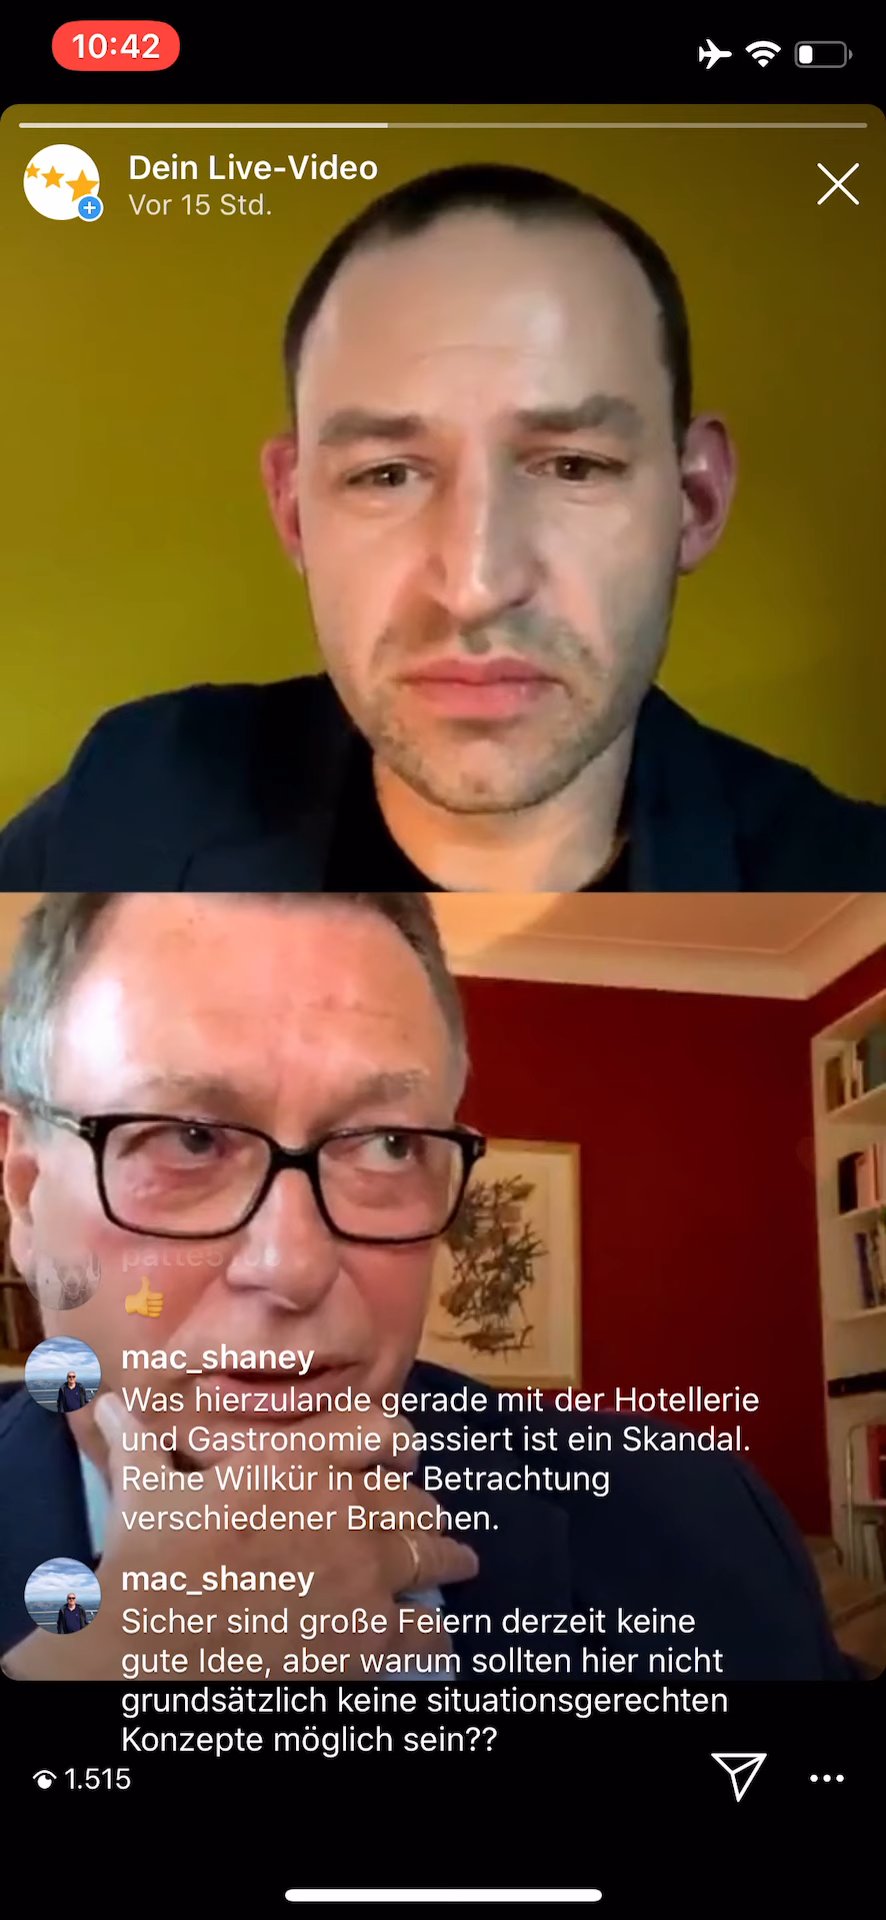 10:42
Dein Live-Video
Vor 15 Std.
👍
mac_shaney
Was hierzulande gerade mit der Hotellerie
und Gastronomie passiert ist ein Skandal.
Reine Willkür in der Betrachtung
verschiedener Branchen.
mac_shaney
Sicher sind große Feiern derzeit keine
gute Idee, aber warum sollten hier nicht
grundsätzlich keine situationsgerechten
Konzepte möglich sein??
1.515